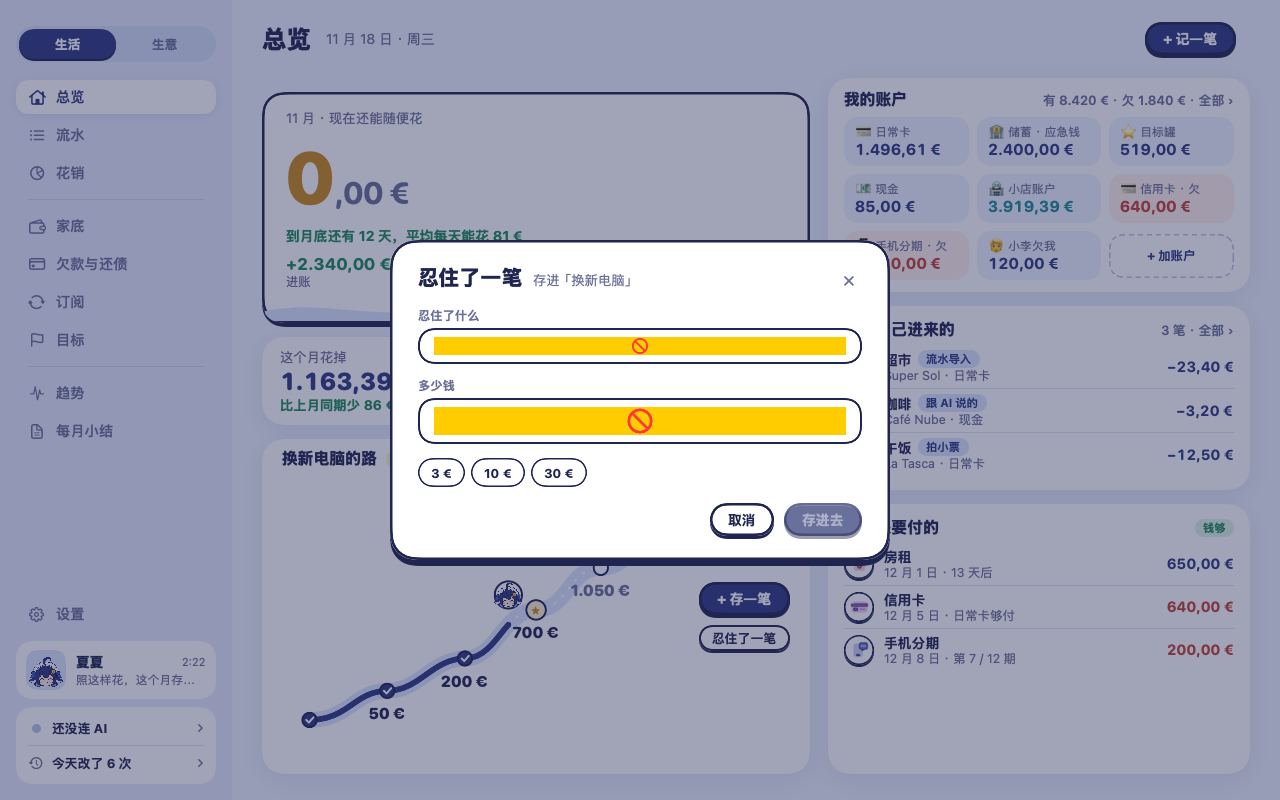 生活
生意
总览
流水
花销
家底
欠款与还债
订阅
目标
趋势
每月小结
设置
夏夏
2:22
照这样花，这个月存…
还没连 AI
今天改了 6 次
总览
11 月 18 日 · 周三
+ 记一笔
11 月 · 现在还能随便花
0,00 €
到月底还有 12 天，平均每天能花 81 €
+2.340,00 €
进账
这个月花掉
1.163,39
比上月同期少 86 €
换新电脑的路
50 €
200 €
700 €
1.050 €
+ 存一笔
忍住了一笔
忍住了一笔
存进「换新电脑」
忍住了什么
多少钱
3 €
10 €
30 €
取消
存进去
我的账户
有 8.420 € · 欠 1.840 € · 全部 ›
日常卡
1.496,61 €
储蓄 · 应急钱
2.400,00 €
目标罐
519,00 €
现金
85,00 €
小店账户
3.919,39 €
信用卡 · 欠
640,00 €
手机分期 · 欠
0,00 €
小李欠我
120,00 €
+ 加账户
己进来的
3 笔 · 全部 ›
超市
流水导入
Super Sol · 日常卡
−23,40 €
咖啡
跟 AI 说的
Café Nube · 现金
−3,20 €
午饭
拍小票
La Tasca · 日常卡
−12,50 €
要付的
钱够
房租
12 月 1 日 · 13 天后
650,00 €
信用卡
12 月 5 日 · 日常卡够付
640,00 €
手机分期
12 月 8 日 · 第 7 / 12 期
200,00 €